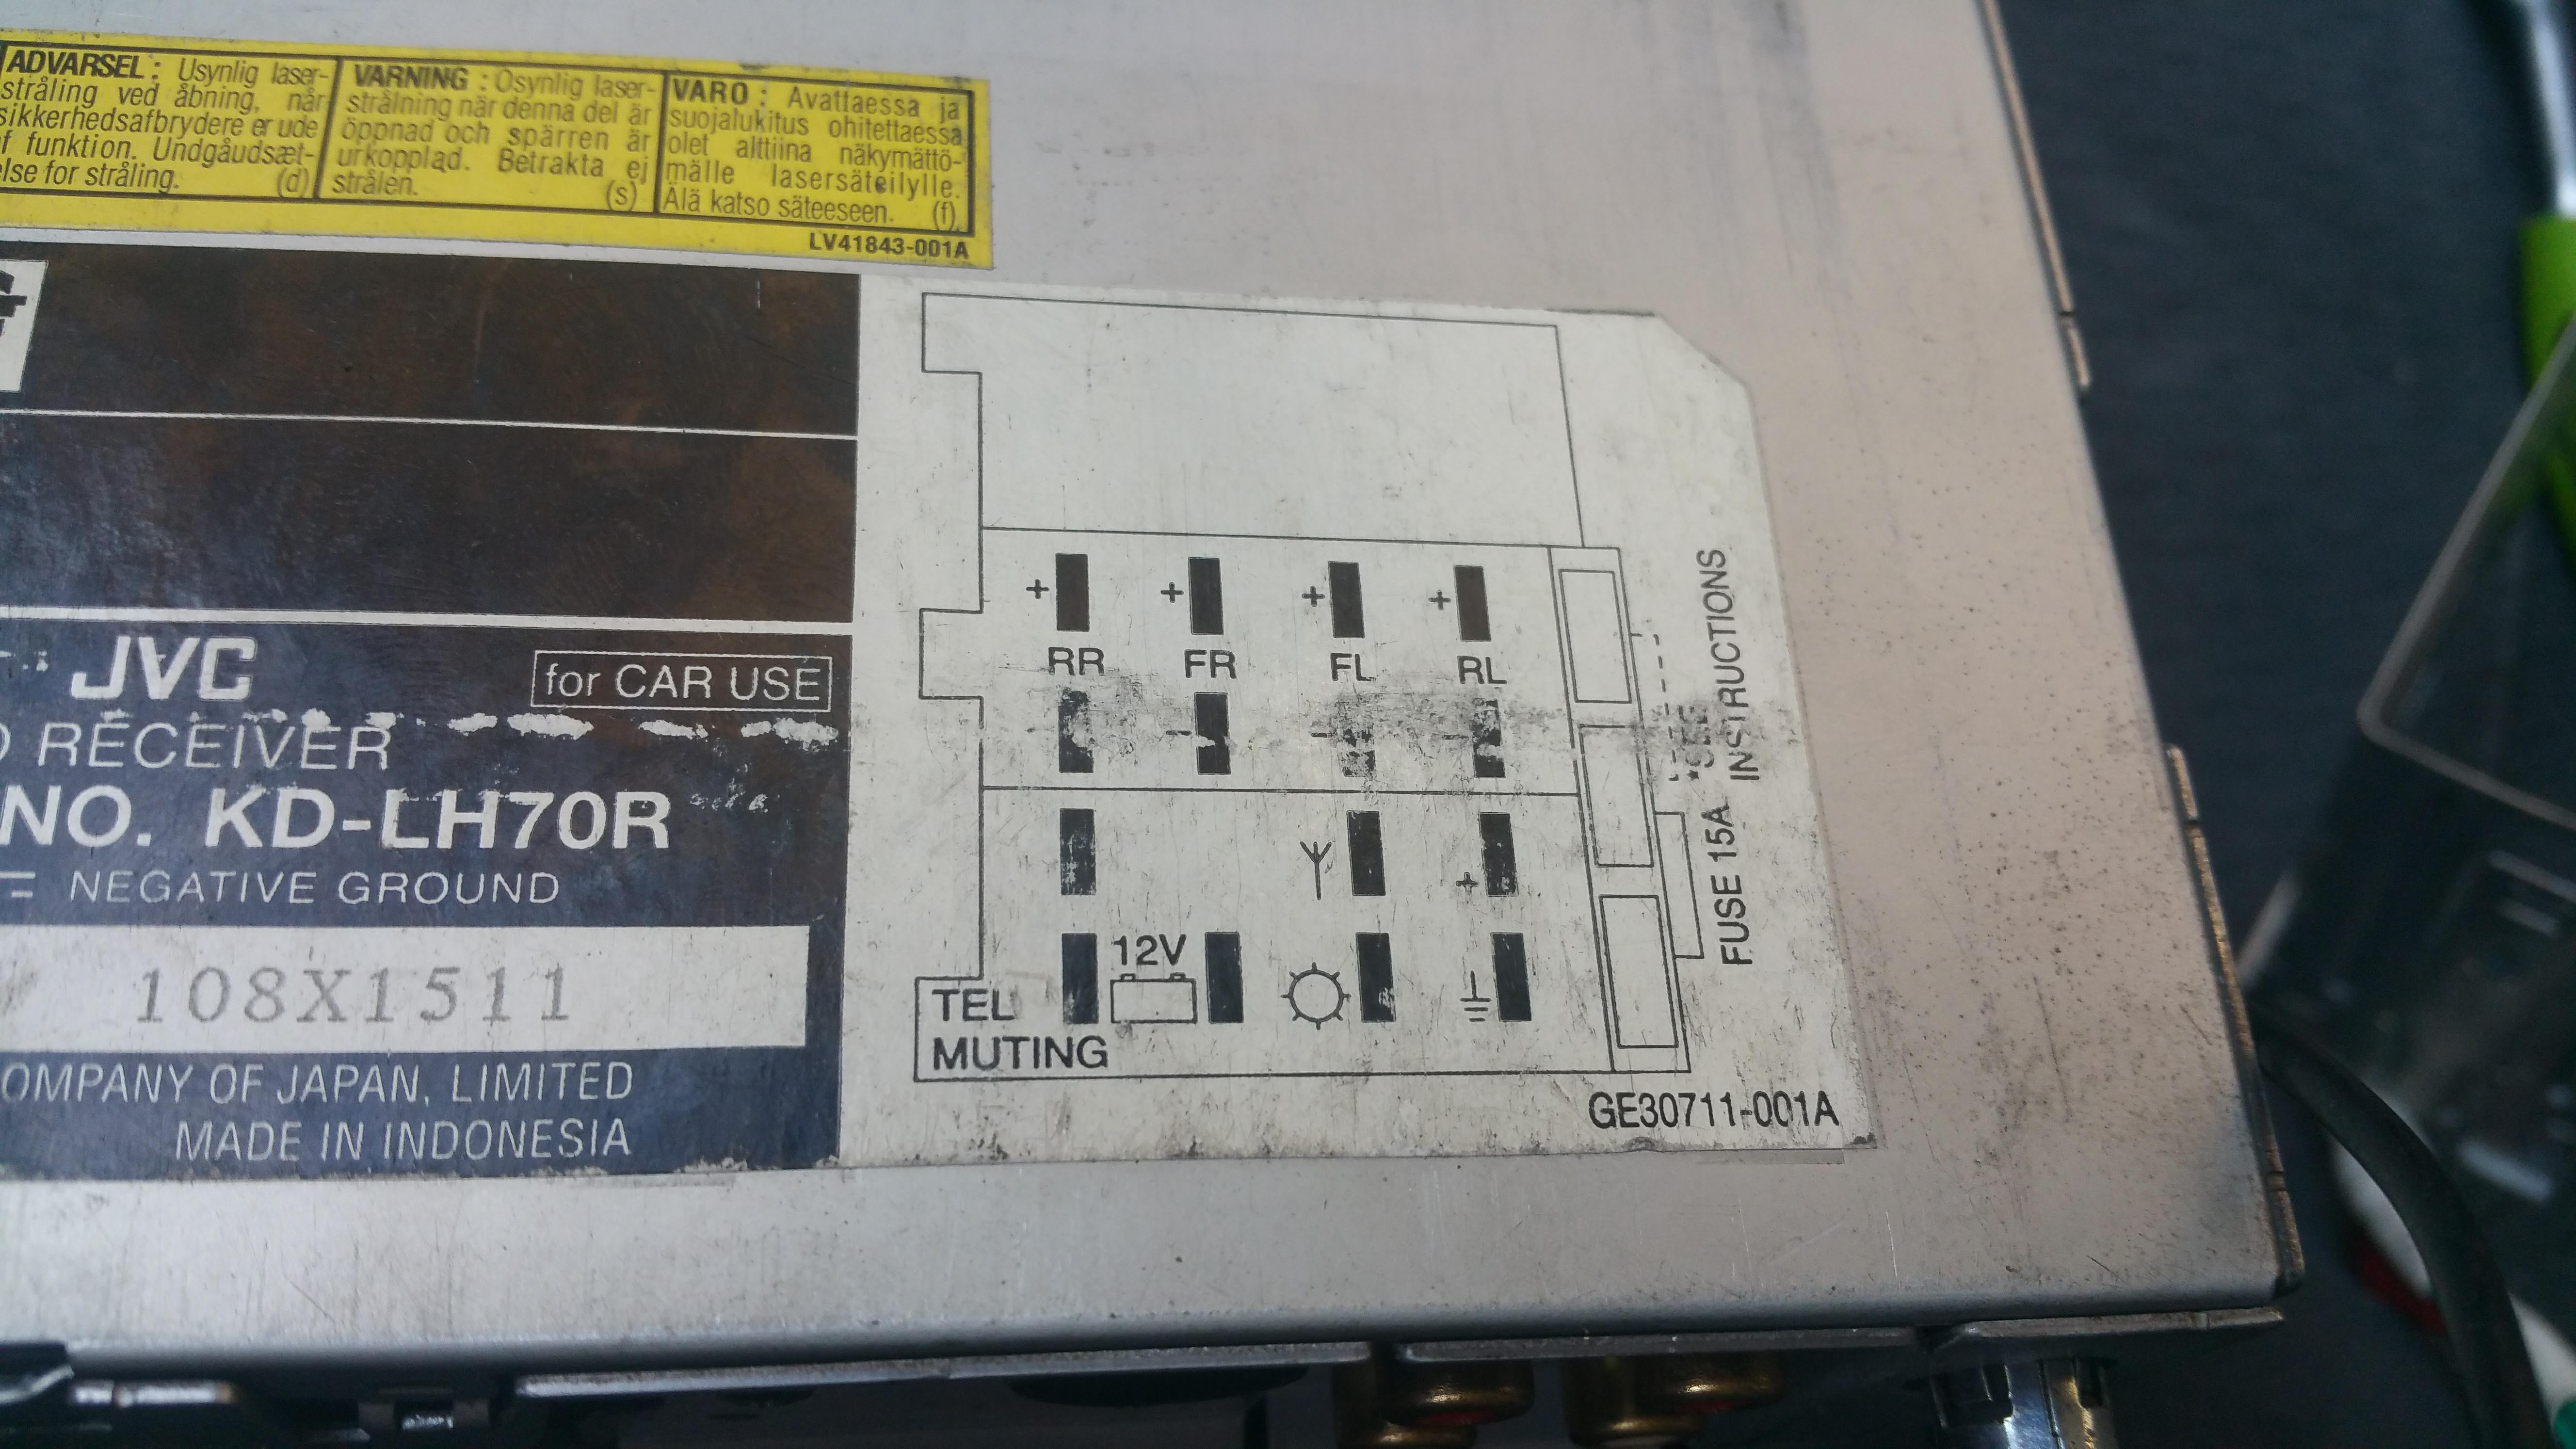 ADVARSEL : Usynlig laser-
stråling ved åbning, når
sikkerhedsafbrydere er ude
f funktion. Undgåudsæt-
lse for stråling. (d)
VARNING : Osynlig laser-
strålning när denna del är
öppnad och spärren är
urkopplad. Betrakta ej
strålen. (s)
VARO : Avattaessa ja
suojalukitus ohitettaessa
olet alttiina näkymättö-
mälle lasersäteilylle.
Älä katso säteeseen. (f)
LV41843-001A
JVC
for CAR USE
RECEIVER
NO. KD-LH70R
NEGATIVE GROUND
108X1511
OMPANY OF JAPAN, LIMITED
MADE IN INDONESIA
+ + + +
RR FR FL RL
- - - -
+
12V
TEL
MUTING
FUSE 15A *SEE
INSTRUCTIONS
GE30711-001A